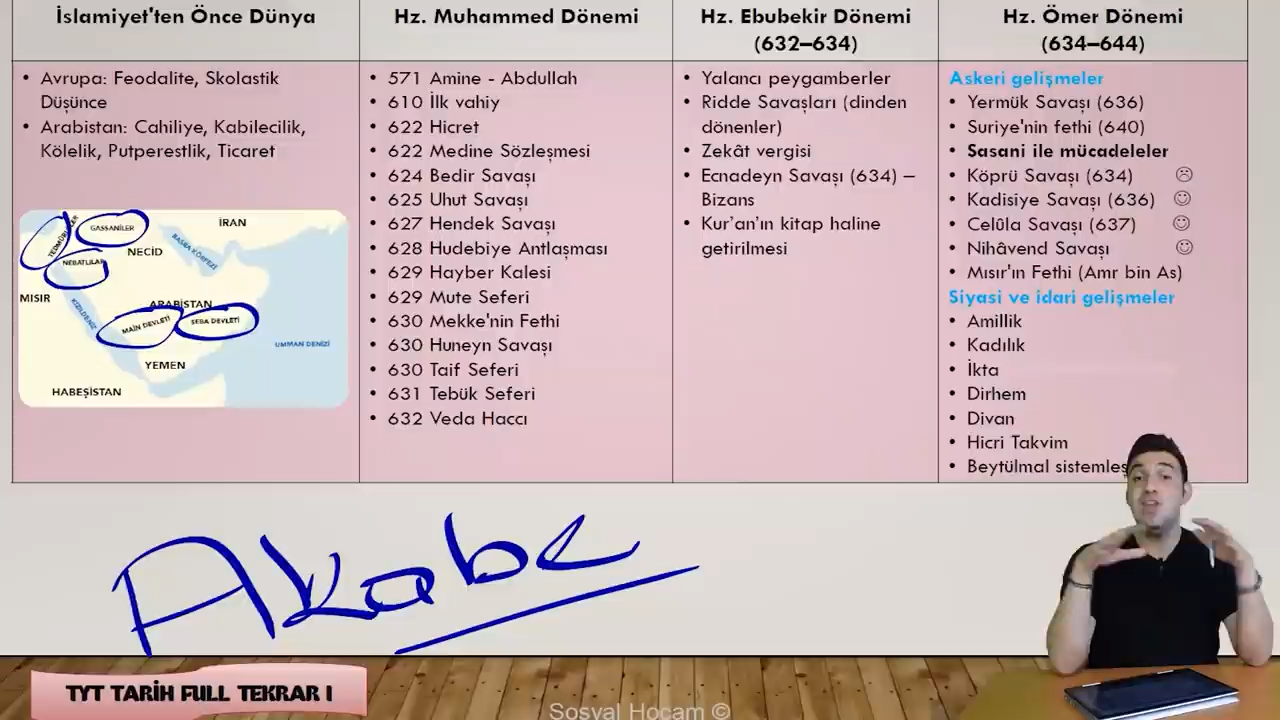 İslamiyet'ten Önce Dünya
Hz. Muhammed Dönemi
Hz. Ebubekir Dönemi
(632–634)
Hz. Ömer Dönemi
(634–644)
• Avrupa: Feodalite, Skolastik
Düşünce
• Arabistan: Cahiliye, Kabilecilik,
Kölelik, Putperestlik, Ticaret
TEDMÜRLÜLER
GASSANİLER
İRAN
NEBATLILAR
NECİD
BASRA KÖRFEZİ
MISIR
KIZILDENİZ
ARABİSTAN
MAİN DEVLETİ
SEBA DEVLETİ
UMMAN DENİZİ
YEMEN
HABEŞİSTAN
• 571 Amine - Abdullah
• 610 İlk vahiy
• 622 Hicret
• 622 Medine Sözleşmesi
• 624 Bedir Savaşı
• 625 Uhut Savaşı
• 627 Hendek Savaşı
• 628 Hudebiye Antlaşması
• 629 Hayber Kalesi
• 629 Mute Seferi
• 630 Mekke'nin Fethi
• 630 Huneyn Savaşı
• 630 Taif Seferi
• 631 Tebük Seferi
• 632 Veda Haccı
• Yalancı peygamberler
• Ridde Savaşları (dinden
dönenler)
• Zekât vergisi
• Ecnadeyn Savaşı (634) –
Bizans
• Kur'an'ın kitap haline
getirilmesi
Askeri gelişmeler
• Yermük Savaşı (636)
• Suriye'nin fethi (640)
• Sasani ile mücadeleler
• Köprü Savaşı (634) ☹
• Kadisiye Savaşı (636) ☺
• Celûla Savaşı (637) ☺
• Nihâvend Savaşı ☺
• Mısır'ın Fethi (Amr bin As)
Siyasi ve idari gelişmeler
• Amillik
• Kadılık
• İkta
• Dirhem
• Divan
• Hicri Takvim
• Beytülmal sistemleş
Akabe
TYT TARİH FULL TEKRAR I
Sosyal Hocam ©